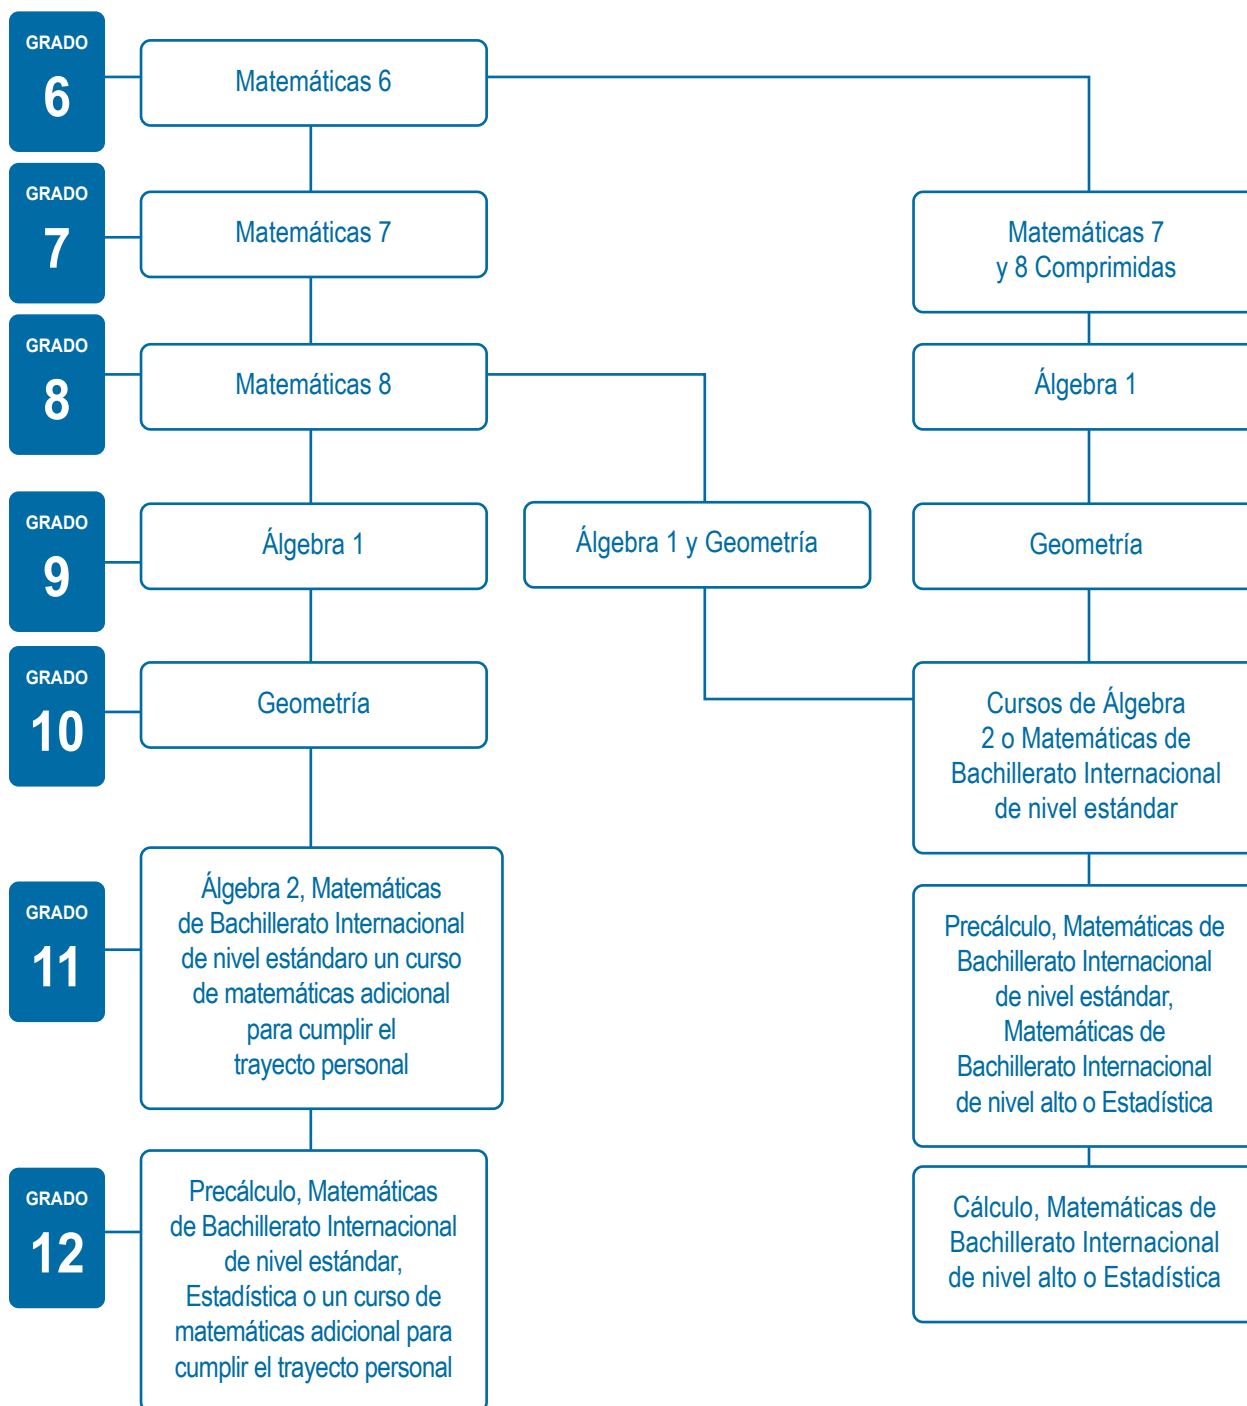 GRADO
6
Matemáticas 6
GRADO
7
Matemáticas 7
Matemáticas 7
y 8 Comprimidas
GRADO
8
Matemáticas 8
Álgebra 1
GRADO
9
Álgebra 1
Álgebra 1 y Geometría
Geometría
GRADO
10
Geometría
Cursos de Álgebra
2 o Matemáticas de
Bachillerato Internacional
de nivel estándar
GRADO
11
Álgebra 2, Matemáticas
de Bachillerato Internacional
de nivel estándaro un curso
de matemáticas adicional
para cumplir el
trayecto personal
Precálculo, Matemáticas de
Bachillerato Internacional
de nivel estándar,
Matemáticas de
Bachillerato Internacional
de nivel alto o Estadística
GRADO
12
Precálculo, Matemáticas
de Bachillerato Internacional
de nivel estándar,
Estadística o un curso de
matemáticas adicional para
cumplir el trayecto personal
Cálculo, Matemáticas de
Bachillerato Internacional
de nivel alto o Estadística